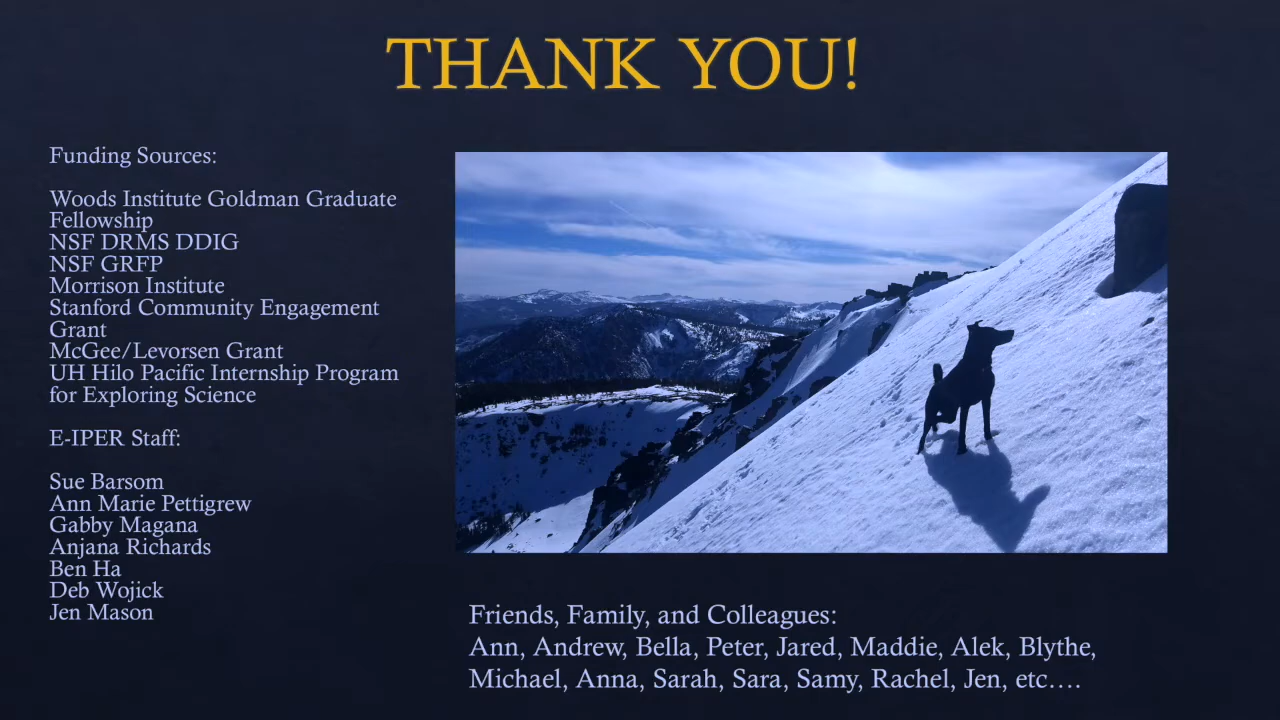 THANK YOU!
Funding Sources:
Woods Institute Goldman Graduate
Fellowship
NSF DRMS DDIG
NSF GRFP
Morrison Institute
Stanford Community Engagement
Grant
McGee/Levorsen Grant
UH Hilo Pacific Internship Program
for Exploring Science
E-IPER Staff:
Sue Barsom
Ann Marie Pettigrew
Gabby Magana
Anjana Richards
Ben Ha
Deb Wojick
Jen Mason
Friends, Family, and Colleagues:
Ann, Andrew, Bella, Peter, Jared, Maddie, Alek, Blythe,
Michael, Anna, Sarah, Sara, Samy, Rachel, Jen, etc….